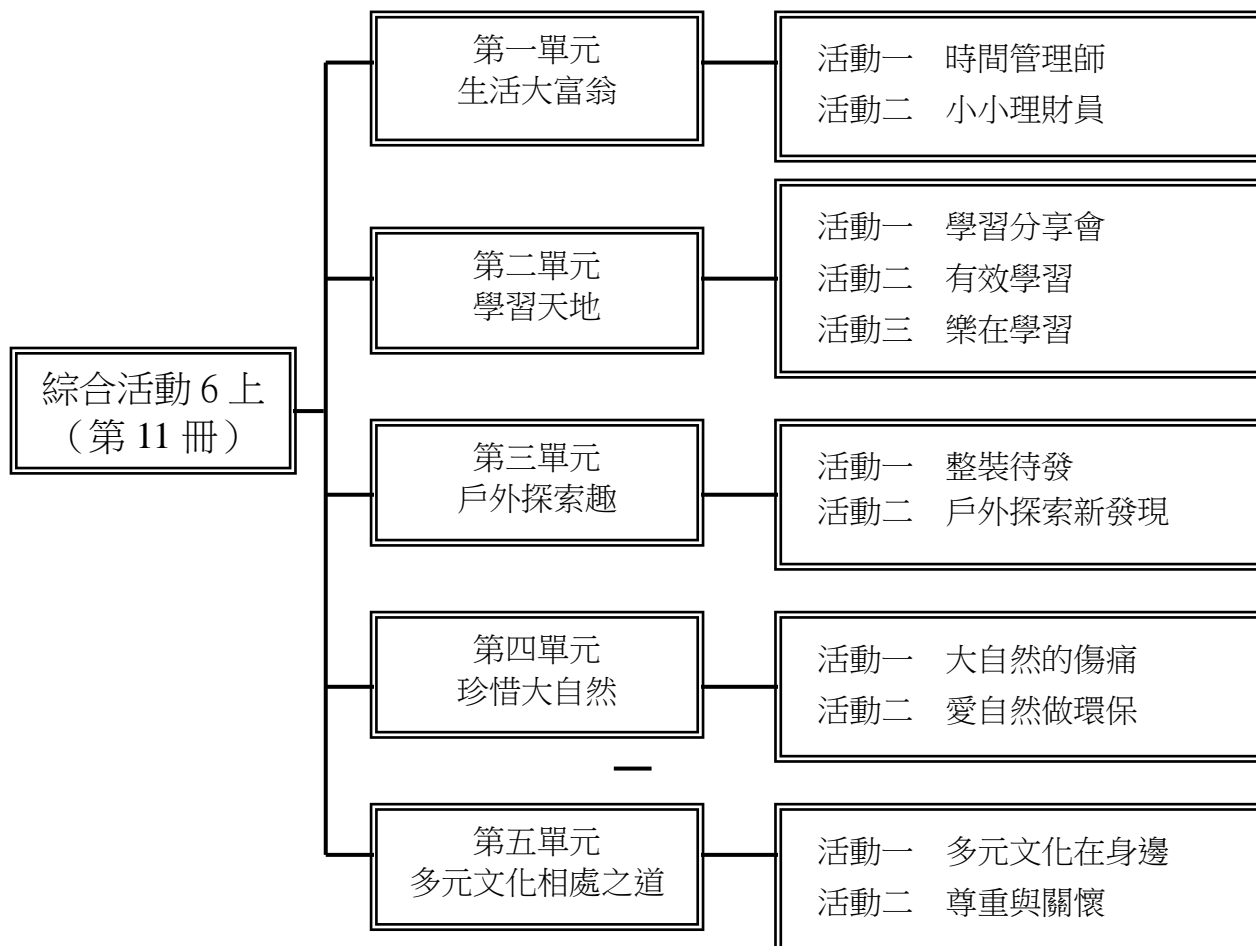 綜合活動 6 上
（第 11 冊）
第一單元
生活大富翁
活動一　時間管理師
活動二　小小理財員
第二單元
學習天地
活動一　學習分享會
活動二　有效學習
活動三　樂在學習
第三單元
戶外探索趣
活動一　整裝待發
活動二　戶外探索新發現
第四單元
珍惜大自然
活動一　大自然的傷痛
活動二　愛自然做環保
第五單元
多元文化相處之道
活動一　多元文化在身邊
活動二　尊重與關懷